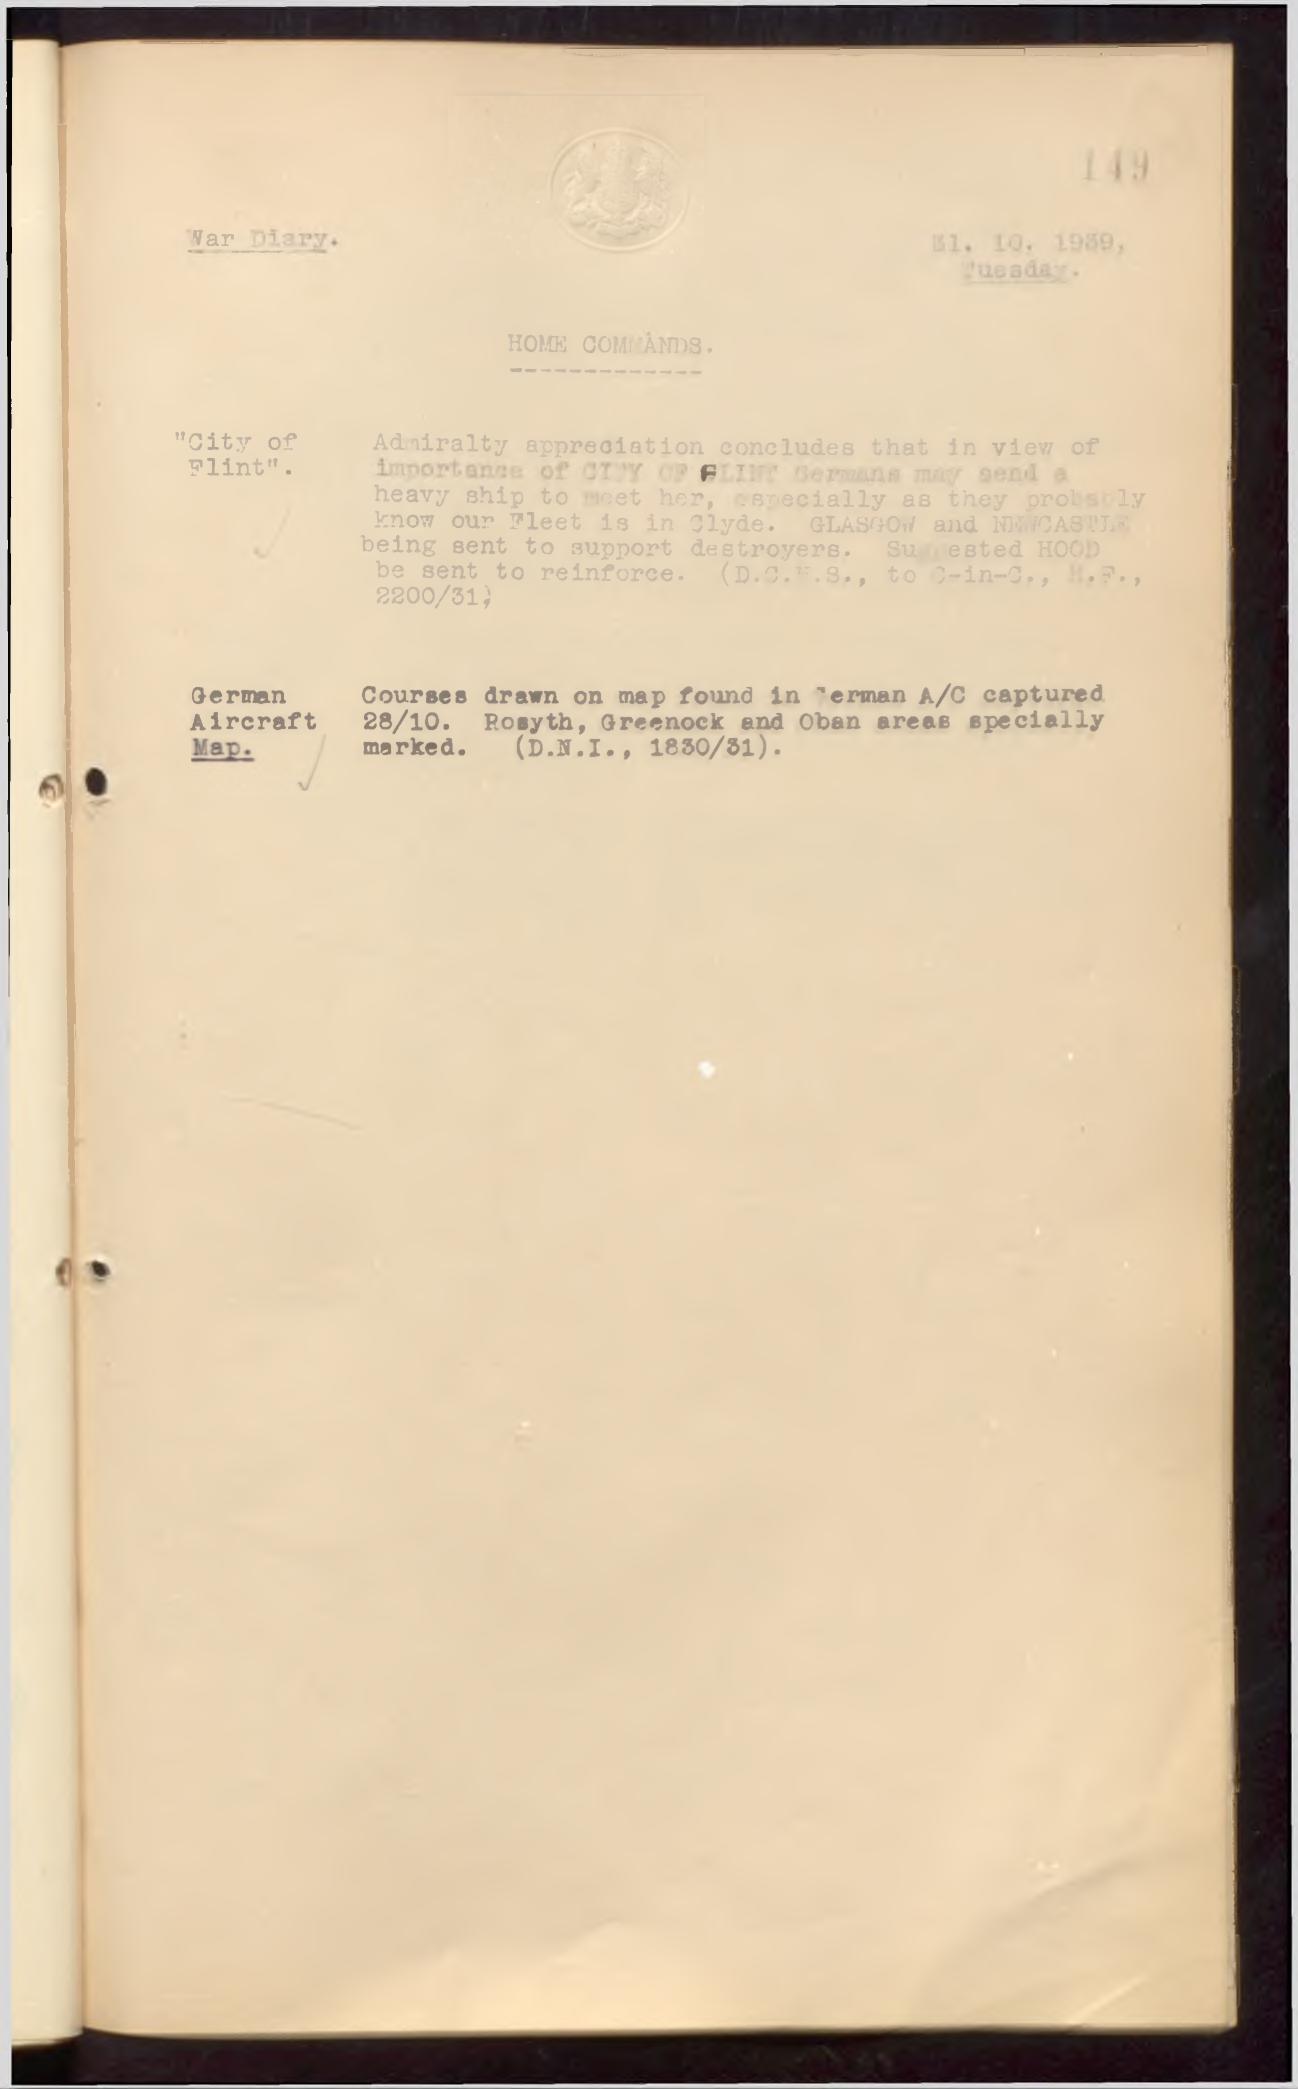 149
War Diary.
31. 10. 1939,
Tuesday.
HOME COMMANDS.
"City of
Flint".
Admiralty appreciation concludes that in view of
importance of CITY OF FLINT Germans may send a
heavy ship to meet her, especially as they probably
know our Fleet is in Clyde. GLASGOW and NEWCASTLE
being sent to support destroyers. Suggested HOOD
be sent to reinforce. (D.C.N.S., to C-in-C., H.F.,
2200/31)
German
Aircraft
Map.
Courses drawn on map found in German A/C captured
28/10. Rosyth, Greenock and Oban areas specially
marked. (D.N.I., 1830/31).